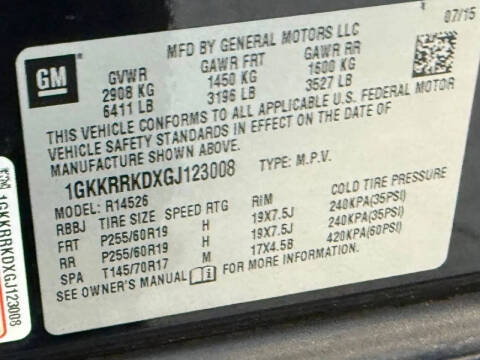 07/15
MFD BY GENERAL MOTORS LLC
GM
GVWR GAWR FRT GAWR RR
2908 KG 1450 KG 1600 KG
6411 LB 3196 LB 3527 LB
THIS VEHICLE CONFORMS TO ALL APPLICABLE U.S. FEDERAL MOTOR
VEHICLE SAFETY STANDARDS IN EFFECT ON THE DATE OF
MANUFACTURE SHOWN ABOVE.
1GKKRRKDXGJ123008 TYPE: M.P.V.
MODEL: R14526
RBBJ TIRE SIZE SPEED RTG RIM COLD TIRE PRESSURE
FRT P255/60R19 H 19X7.5J 240KPA(35PSI)
RR P255/60R19 H 19X7.5J 240KPA(35PSI)
SPA T145/70R17 M 17X4.5B 420KPA(60PSI)
SEE OWNER'S MANUAL FOR MORE INFORMATION.
1GKKRRKDXGJ123008